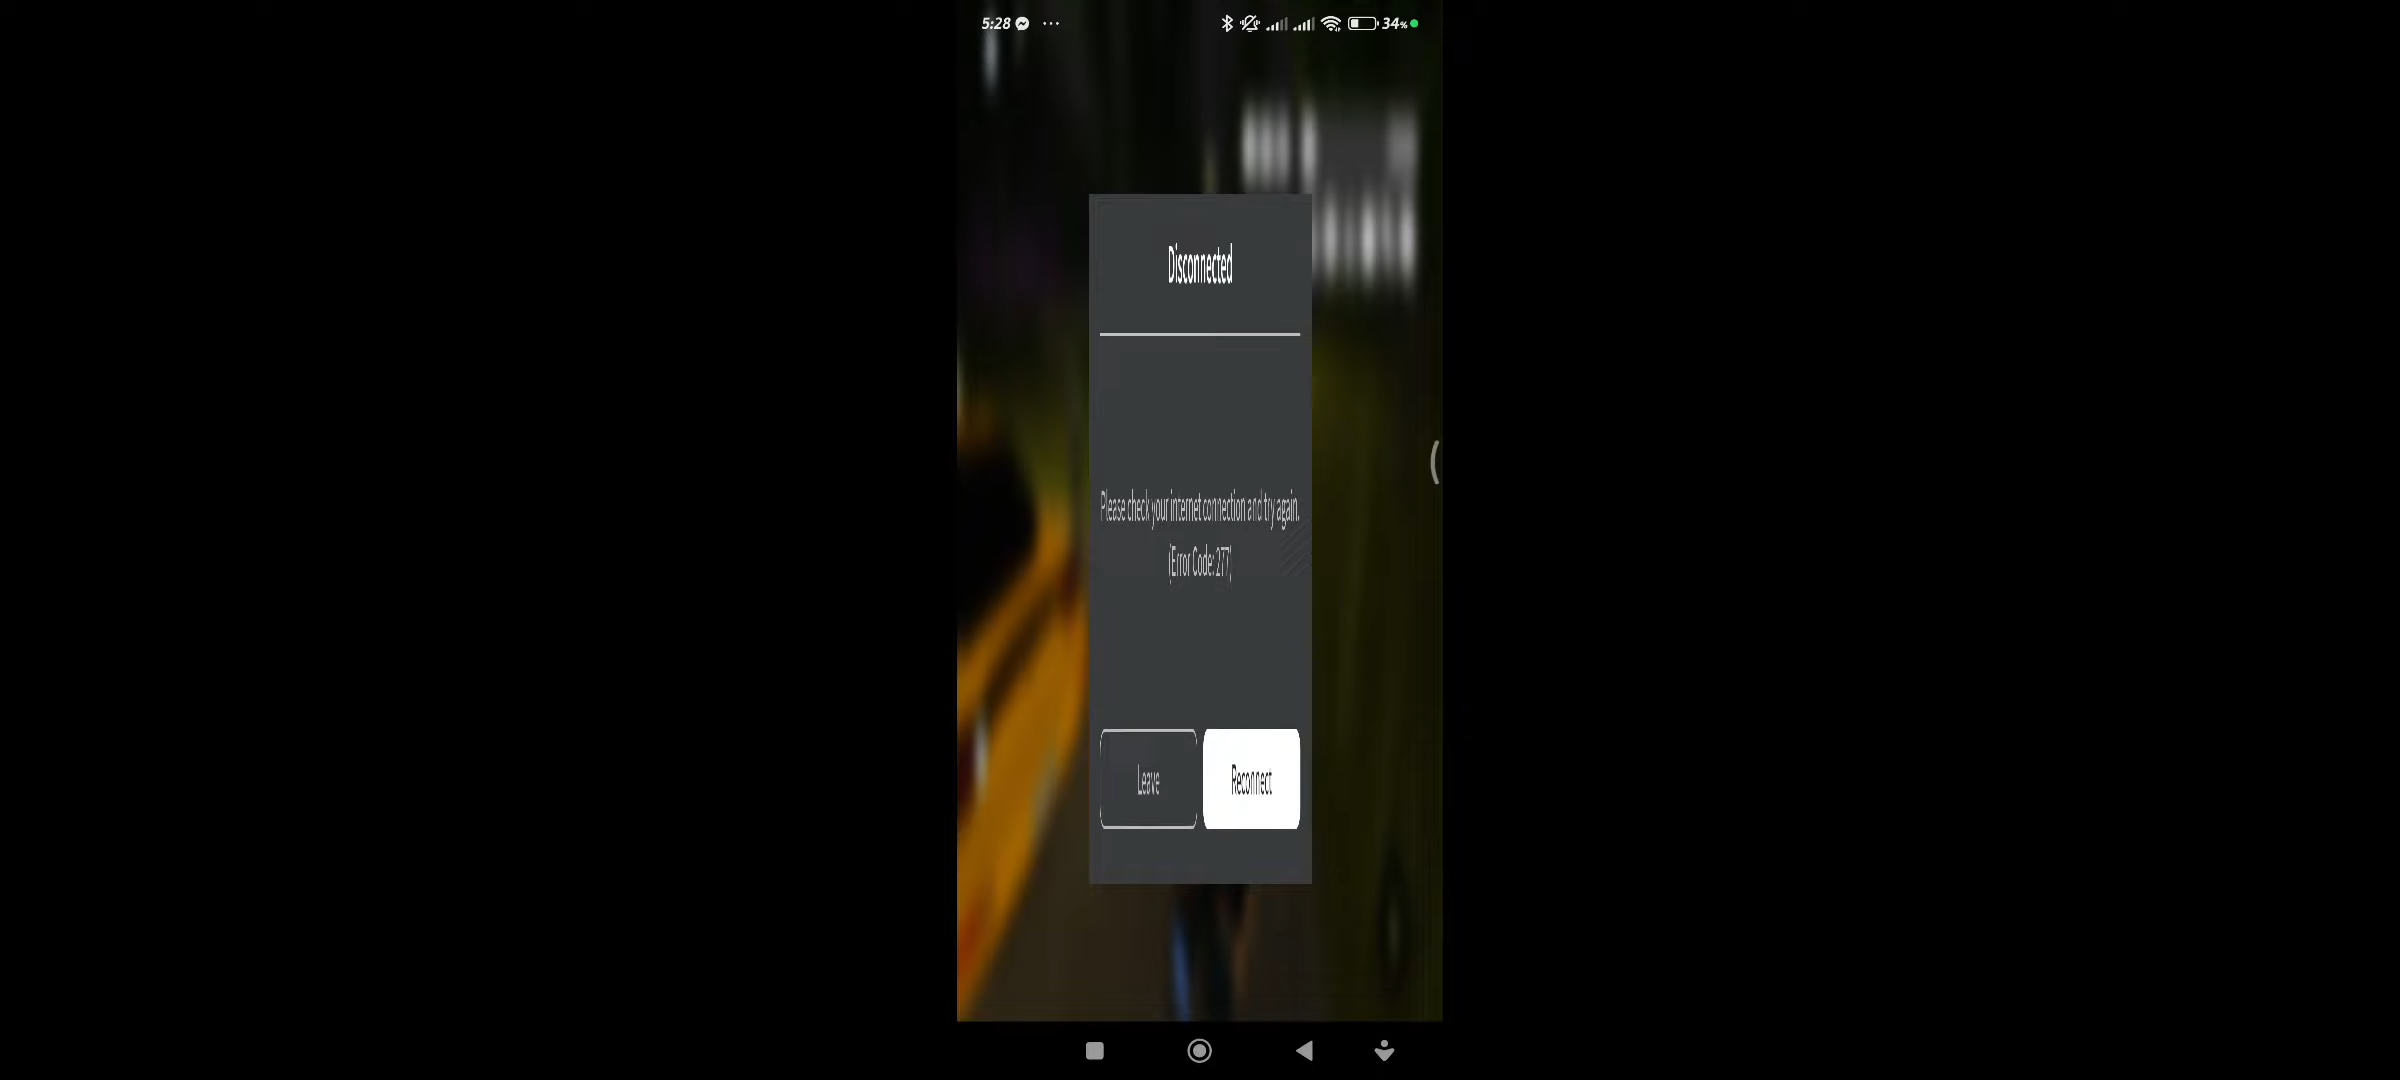 5:28 ... 34%
Disconnected
Please check your internet connection and try again.
(Error Code: 277)
Leave Reconnect